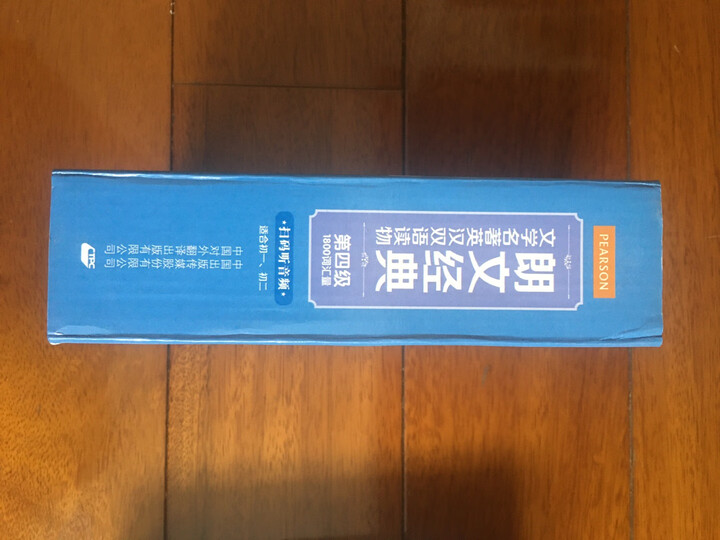 PEARSON
朗文经典
文学名著英汉双语读物
第四级
1800词汇量
•扫码听音频•
适合初一、初二
中国出版传媒股份有限公司
中国对外翻译出版有限公司
CTPC